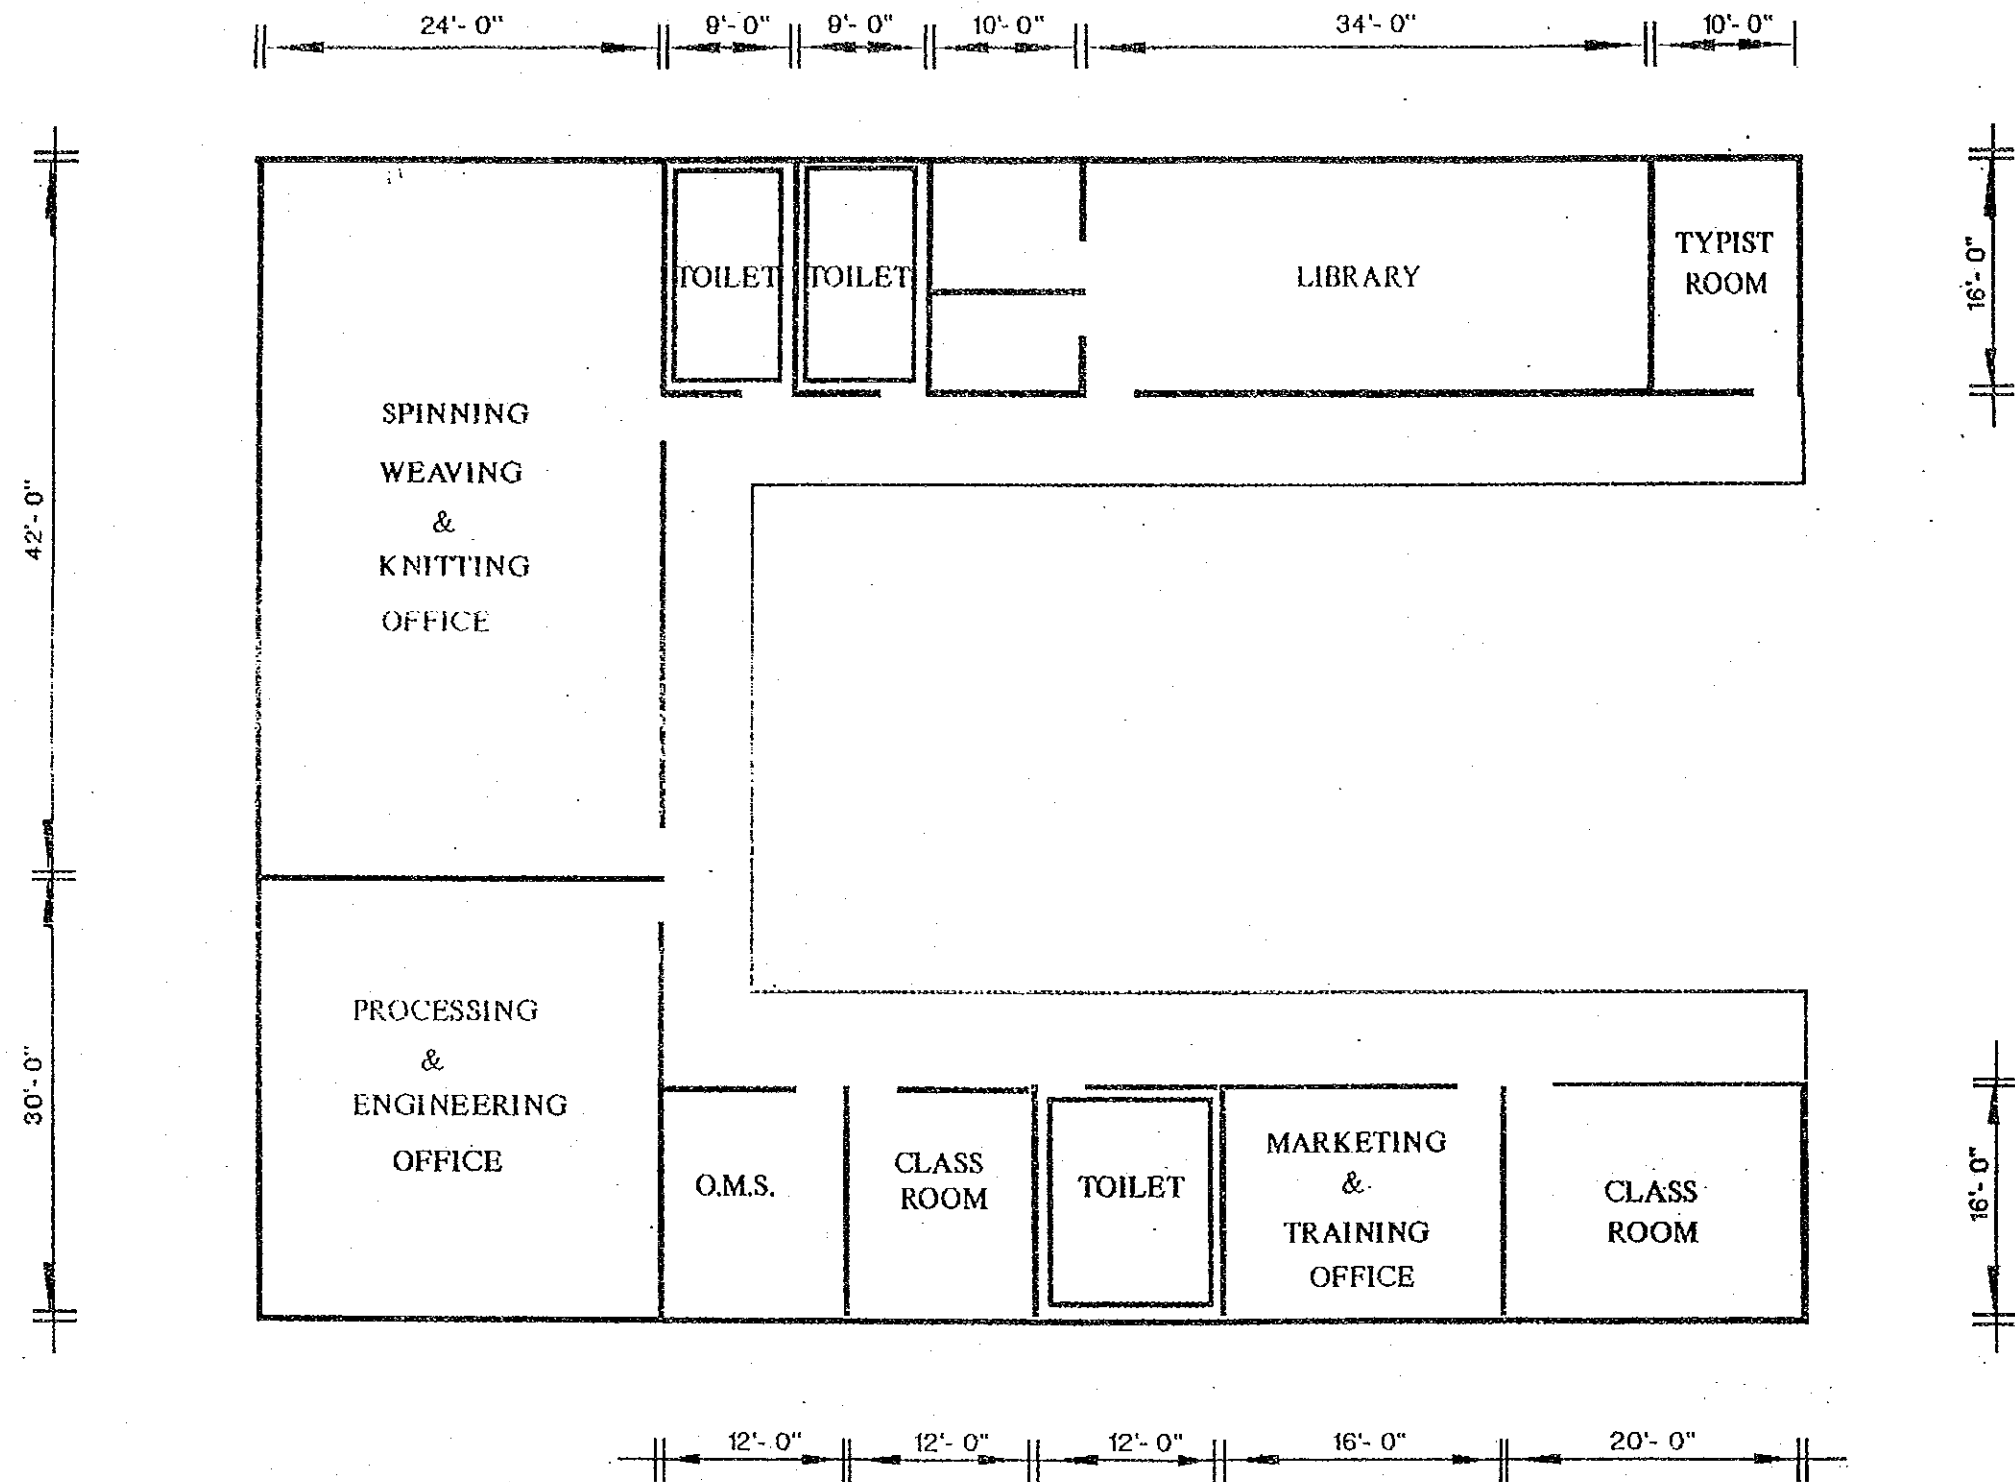 24'- 0"
9'- 0"
9'- 0"
10'- 0"
34'- 0"
10'- 0"
TYPIST
ROOM
TOILET
TOILET
LIBRARY
16'- 0"
SPINNING
WEAVING
&
KNITTING
OFFICE
42'- 0"
PROCESSING
&
ENGINEERING
OFFICE
30'- 0"
O.M.S.
CLASS
ROOM
TOILET
MARKETING
&
TRAINING
OFFICE
CLASS
ROOM
16'- 0"
12'- 0"
12'- 0"
12'- 0"
16'- 0"
20'- 0"